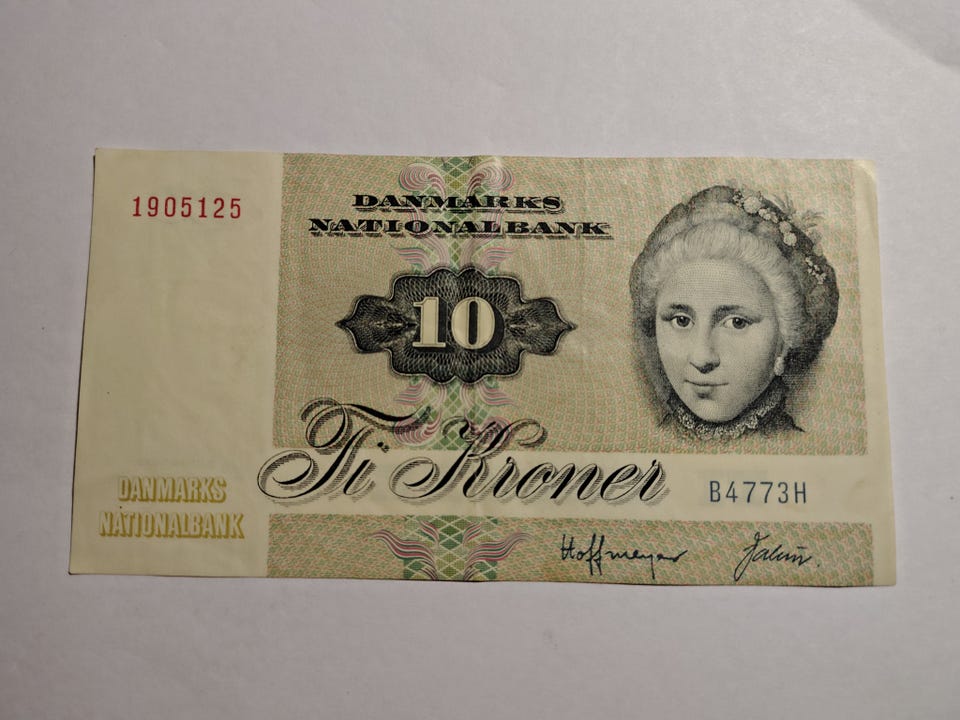 1905125
DANMARKS
NATIONALBANK
10
Ti Kroner
B4773H
DANMARKS
NATIONALBANK
Hoffmeyer